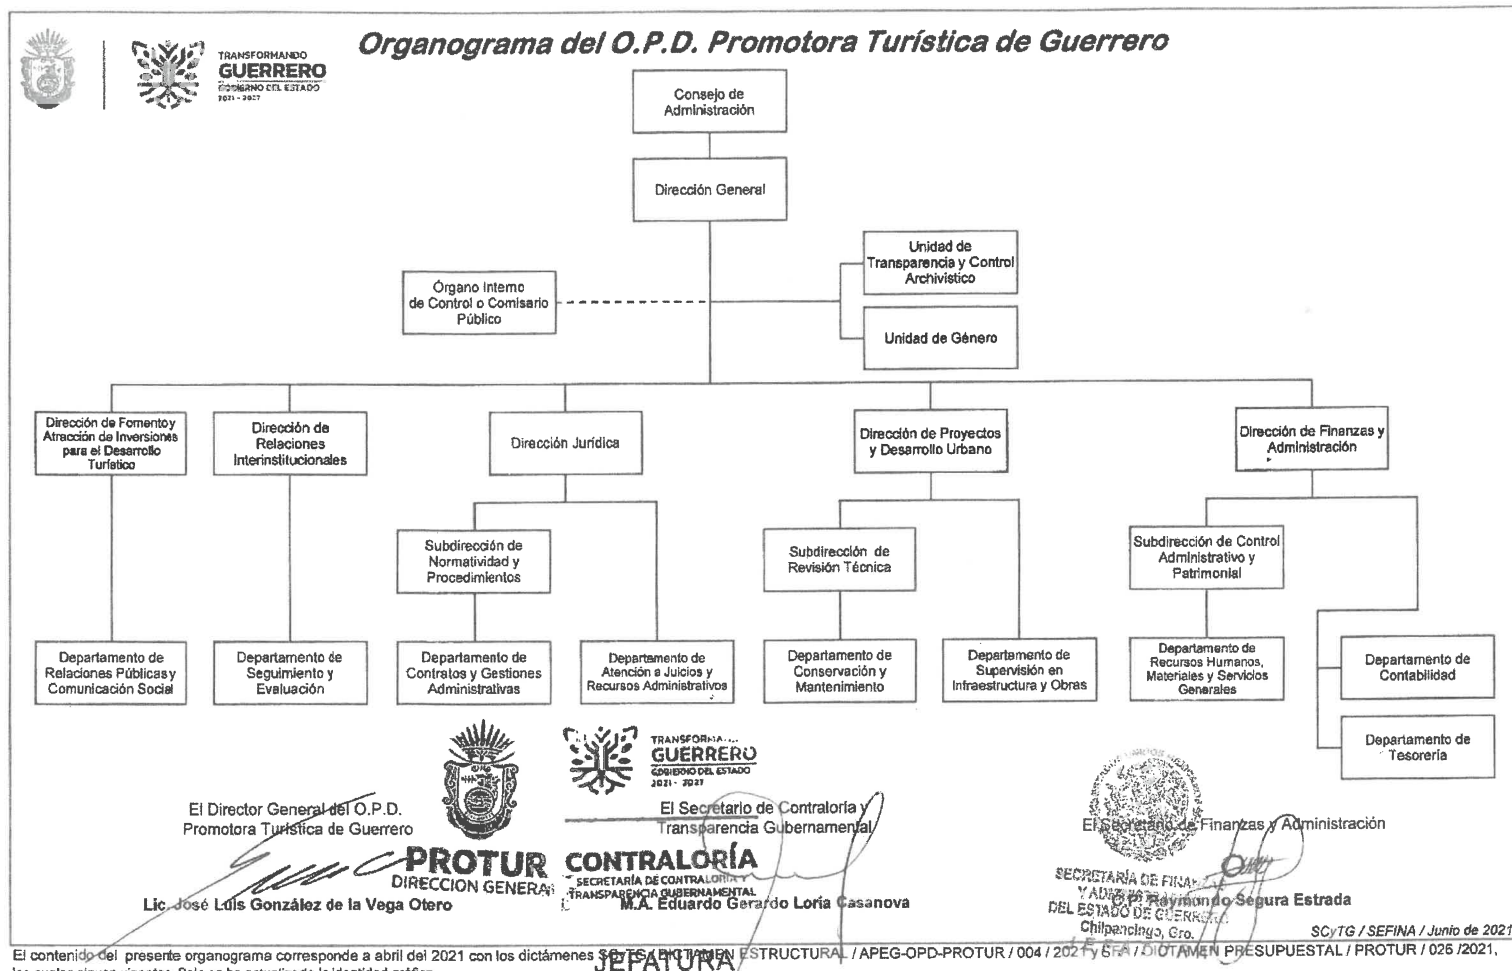 Organograma del O.P.D. Promotora Turística de Guerrero
TRANSFORMANDO
GUERRERO
GOBIERNO DEL ESTADO
2021 - 2027
Consejo de
Administración
Dirección General
Unidad de
Transparencia y Control
Archivístico
Órgano Interno
de Control o Comisario
Público
Unidad de Género
Dirección de Fomento y
Atracción de Inversiones
para el Desarrollo
Turístico
Dirección de
Relaciones
Interinstitucionales
Dirección Jurídica
Dirección de Proyectos
y Desarrollo Urbano
Dirección de Finanzas y
Administración
Subdirección de
Normatividad y
Procedimientos
Subdirección de
Revisión Técnica
Subdirección de Control
Administrativo y
Patrimonial
Departamento de
Relaciones Públicas y
Comunicación Social
Departamento de
Seguimiento y
Evaluación
Departamento de
Contratos y Gestiones
Administrativas
Departamento de
Atención a Juicios y
Recursos Administrativos
Departamento de
Conservación y
Mantenimiento
Departamento de
Supervisión en
Infraestructura y Obras
Departamento de
Recursos Humanos,
Materiales y Servicios
Generales
Departamento de
Contabilidad
Departamento de
Tesorería
TRANSFORMA
GUERRERO
GOBIERNO DEL ESTADO
2021 - 2027
El Director General del O.P.D.
Promotora Turística de Guerrero
PROTUR
DIRECCION GENERAL
Lic. José Luis González de la Vega Otero
El Secretario de Contraloría y
Transparencia Gubernamental
CONTRALORÍA
SECRETARÍA DE CONTRALORIA Y
TRANSPARENCIA GUBERNAMENTAL
M.A. Eduardo Gerardo Loria Casanova
JEFATURA
El Secretario de Finanzas y Administración
SECRETARÍA DE FINAN
Y ADMINISTRA
DEL ESTADO DE GUERRERO
Chilpancingo, Gro.
C.P. Raymondo Segura Estrada
SCyTG / SEFINA / Junio de 2021
El contenido del presente organograma corresponde a abril del 2021 con los dictámenes SCyTG / DICTAMEN ESTRUCTURAL / APEG-OPD-PROTUR / 004 / 2021 y / DICTAMEN PRESUPUESTAL / PROTUR / 026 /2021,